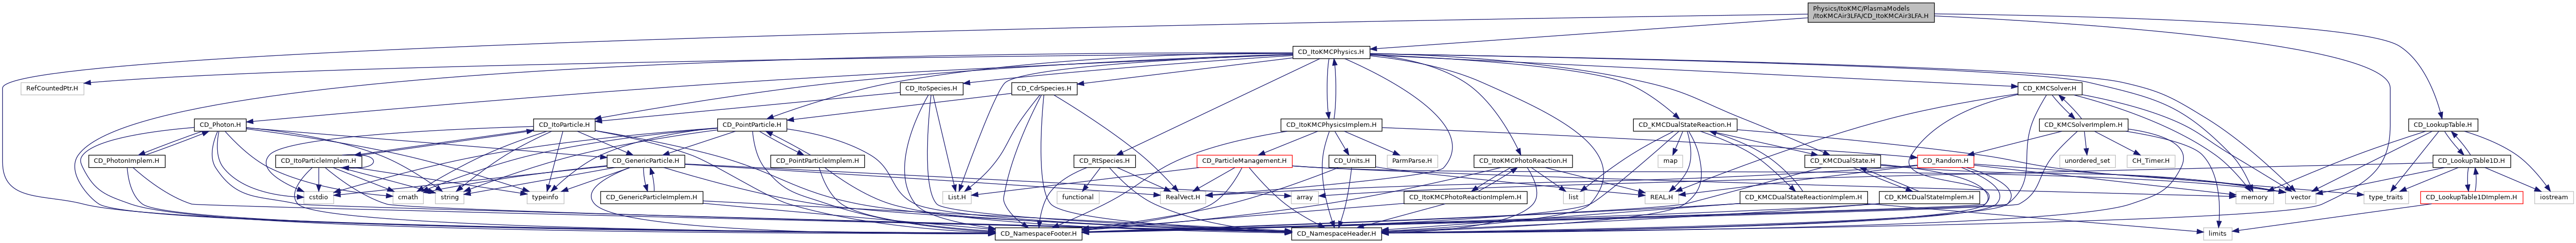 Physics/ItoKMC/PlasmaModels
/ItoKMCAir3LFA/CD_ItoKMCAir3LFA.H
CD_ItoKMCPhysics.H
RefCountedPtr.H
CD_ItoSpecies.H
CD_CdrSpecies.H
CD_KMCSolver.H
CD_Photon.H
CD_ItoParticle.H
CD_PointParticle.H
CD_ItoKMCPhysicsImplem.H
CD_KMCDualStateReaction.H
CD_KMCSolverImplem.H
CD_LookupTable.H
CD_PhotonImplem.H
CD_ItoParticleImplem.H
CD_GenericParticle.H
CD_PointParticleImplem.H
CD_RtSpecies.H
CD_ParticleManagement.H
CD_Units.H
ParmParse.H
CD_ItoKMCPhotoReaction.H
map
CD_KMCDualState.H
CD_Random.H
unordered_set
CH_Timer.H
CD_LookupTable1D.H
cstdio
cmath
string
typeinfo
CD_GenericParticleImplem.H
List.H
functional
RealVect.H
array
CD_ItoKMCPhotoReactionImplem.H
list
REAL.H
CD_KMCDualStateReactionImplem.H
CD_KMCDualStateImplem.H
memory
vector
type_traits
CD_LookupTable1DImplem.H
iostream
CD_NamespaceFooter.H
CD_NamespaceHeader.H
limits